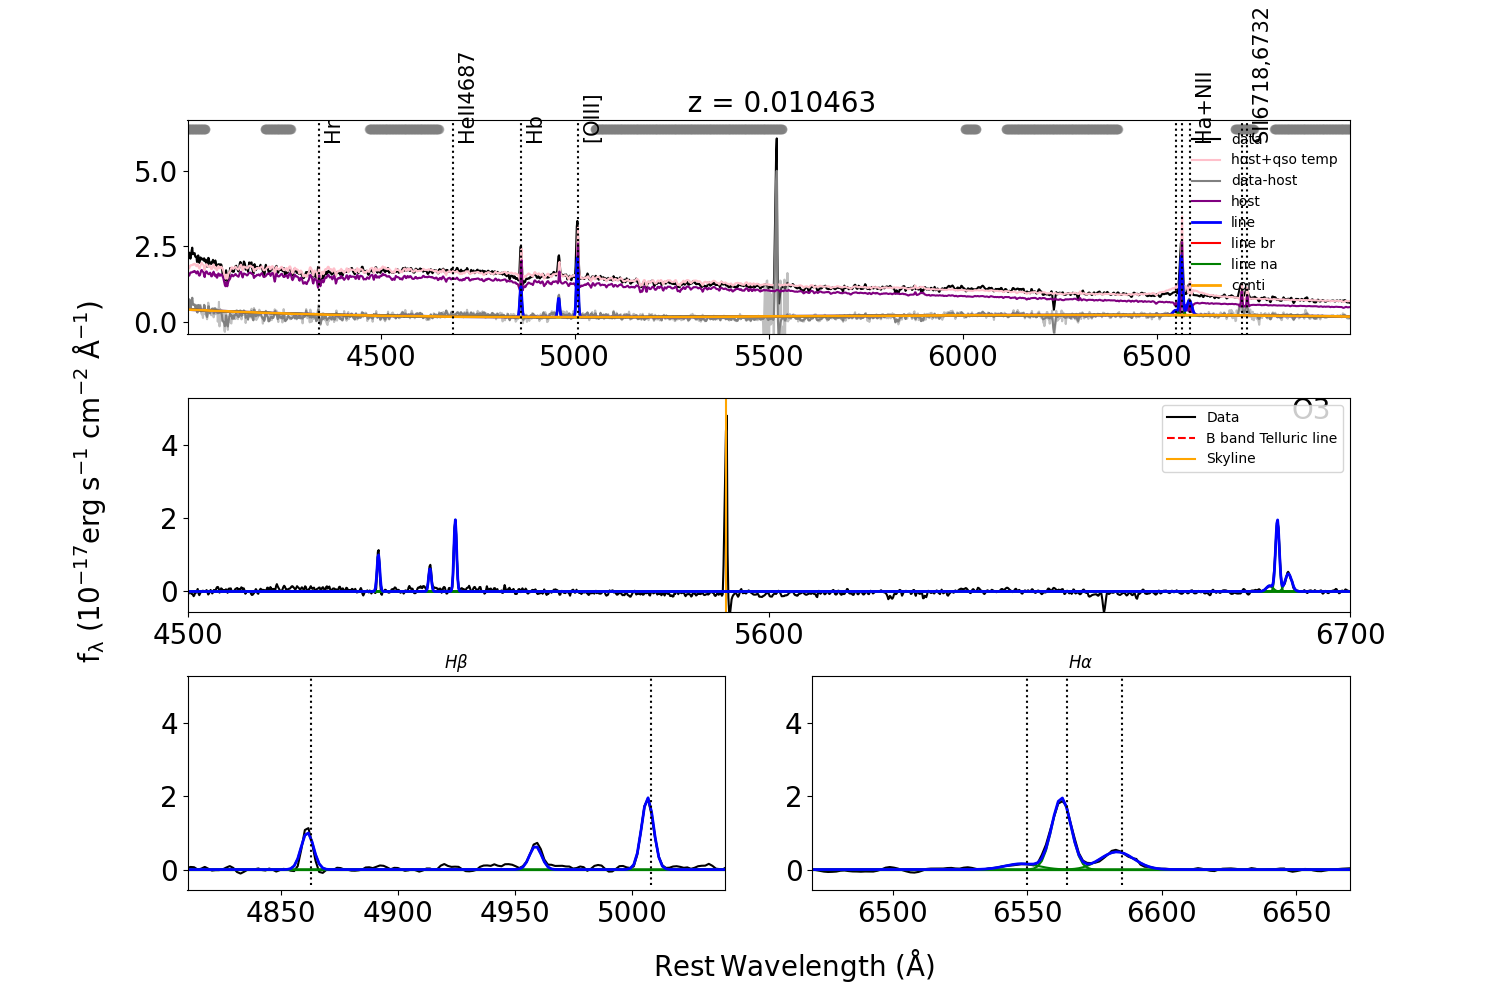 z = 0.010463
Hr
HeII4687
Hb
[OIII]
Ha+NII
SII6718,6732
data
host+qso temp
data-host
host
line
line br
line na
conti
5.0
2.5
0.0
4500 5000 5500 6000 6500
fλ (10⁻¹⁷erg s⁻¹ cm⁻² Å⁻¹)
O3
Data
B band Telluric line
Skyline
4
2
0
4500 5600 6700
Hβ
4
2
0
4850 4900 4950 5000
Hα
4
2
0
6500 6550 6600 6650
Rest Wavelength (Å)